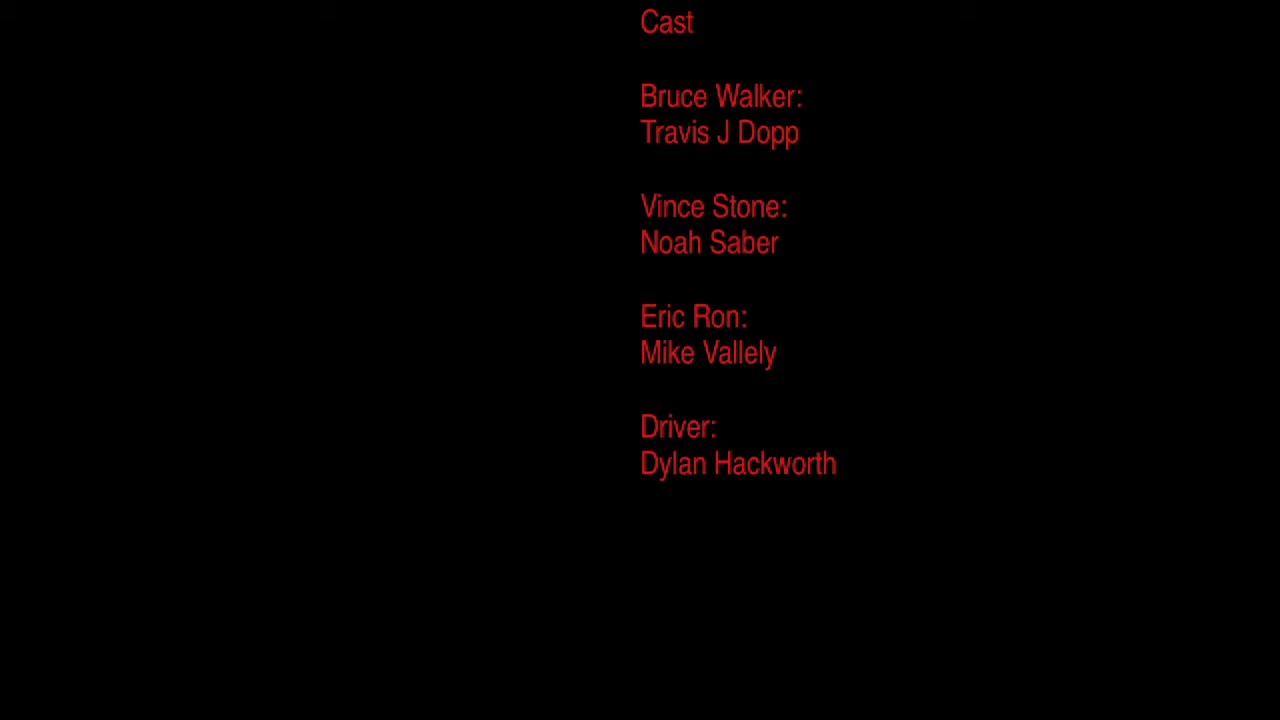 Cast
Bruce Walker:
Travis J Dopp
Vince Stone:
Noah Saber
Eric Ron:
Mike Vallely
Driver:
Dylan Hackworth